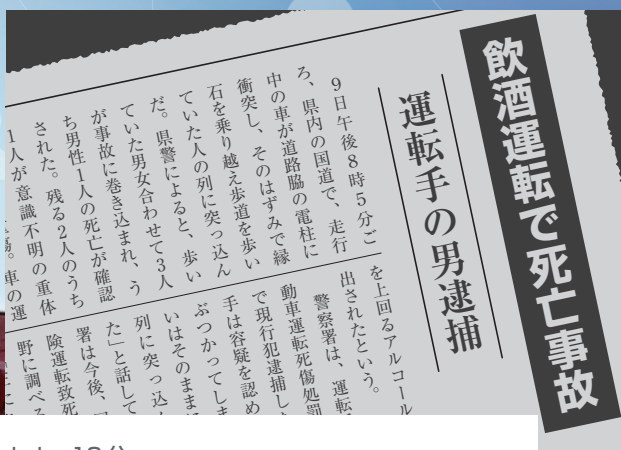 飲酒運転で死亡事故
運転手の男逮捕
9日午後8時5分ご
ろ、県内の国道で、走行
中の車が道路脇の電柱に
衝突し、そのはずみで縁
石を乗り越え歩道を歩い
ていた人の列に突っ込ん
だ。県警によると、歩い
ていた男女合わせて3人
が事故に巻き込まれ、う
ち男性1人の死亡が確認
された。残る2人のうち
1人が意識不明の重体
車の運
を上回るアルコール
出されたという。
警察署は、運転
動車運転死傷処罰
で現行犯逮捕した
手は容疑を認め
ぶつかってしま
いはそのまま
列に突っ込
た」と話して
署は今後、
険運転致死
野に調べ